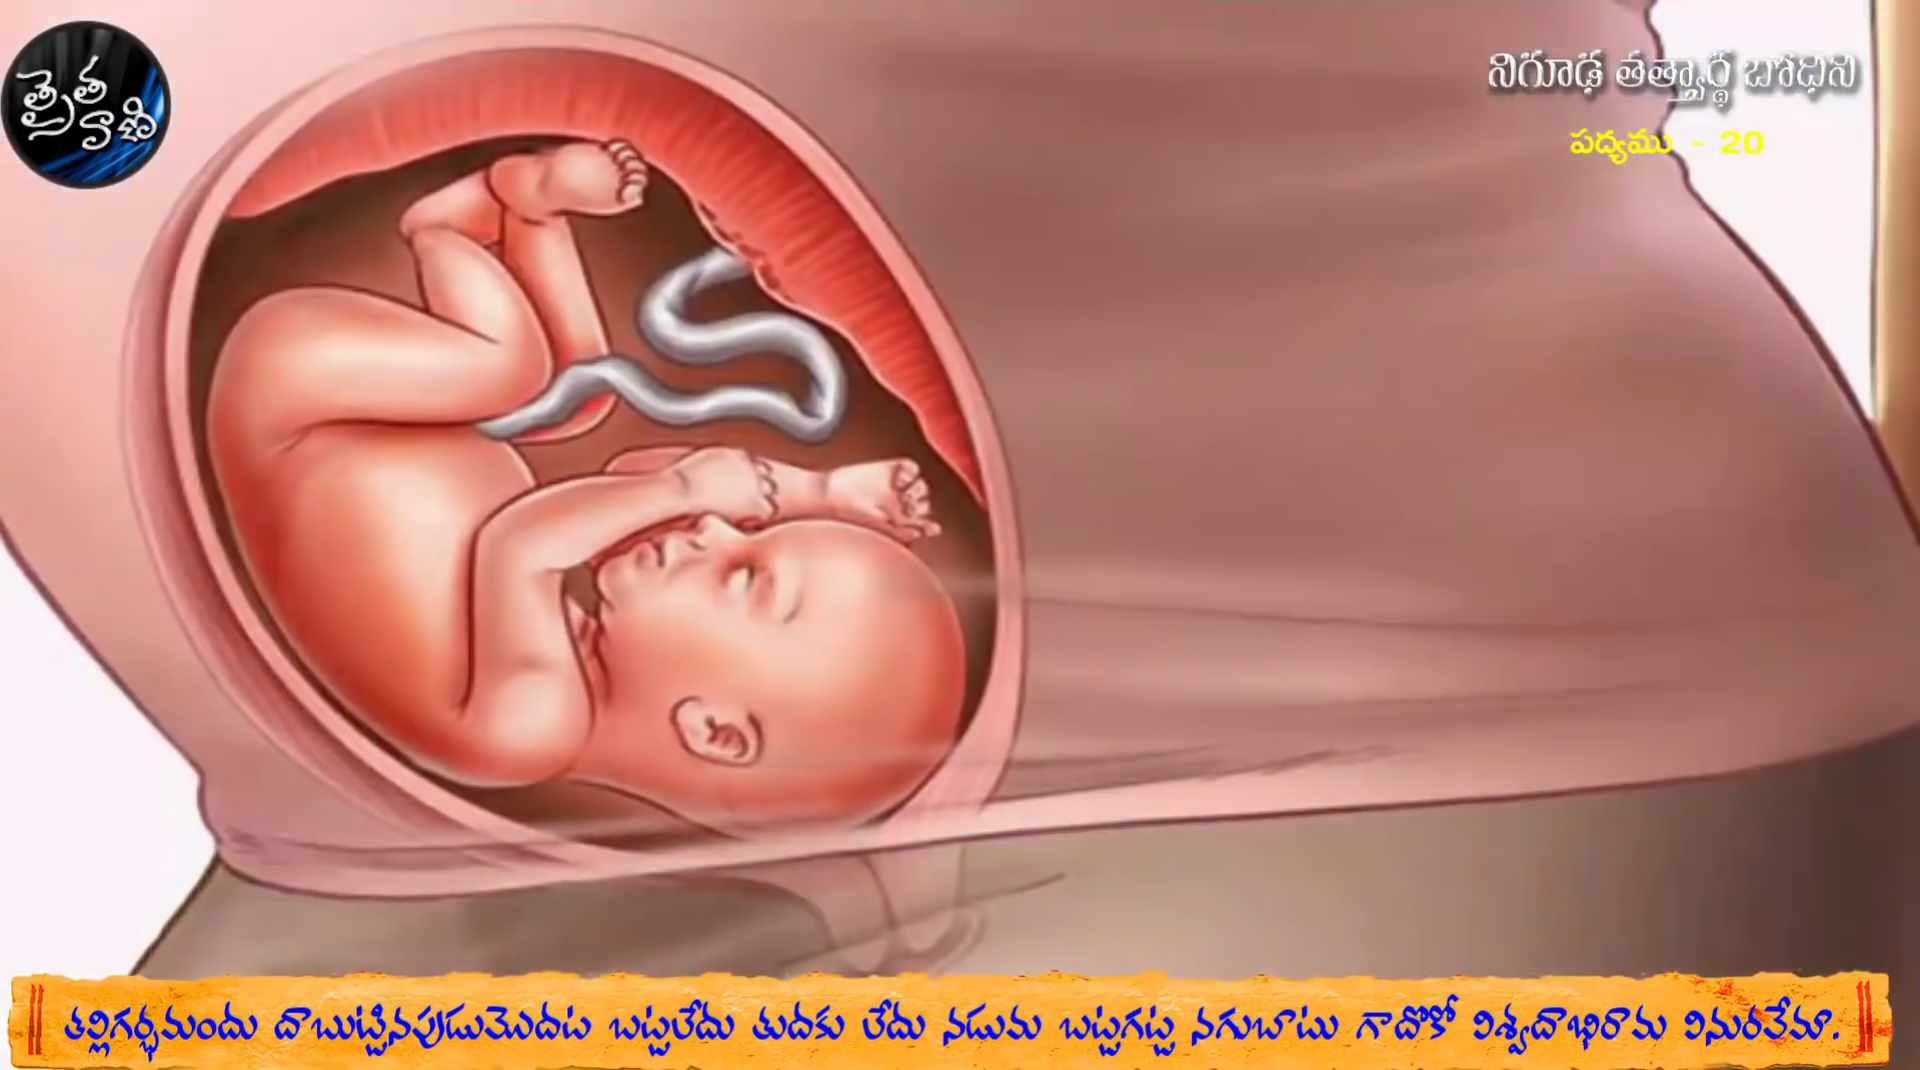 త్రైత
వాణి
నిగూఢ తత్త్వార్థ బోధిని
పద్యము - 20
|| తల్లిగర్భమందు దాబుట్టినపుడుమొదట బట్టలేదు తుదకు లేదు నడుమ బట్టగట్ట నగుబాటు గాదొకో విశ్వదాభిరామ వినురవేమా. ||